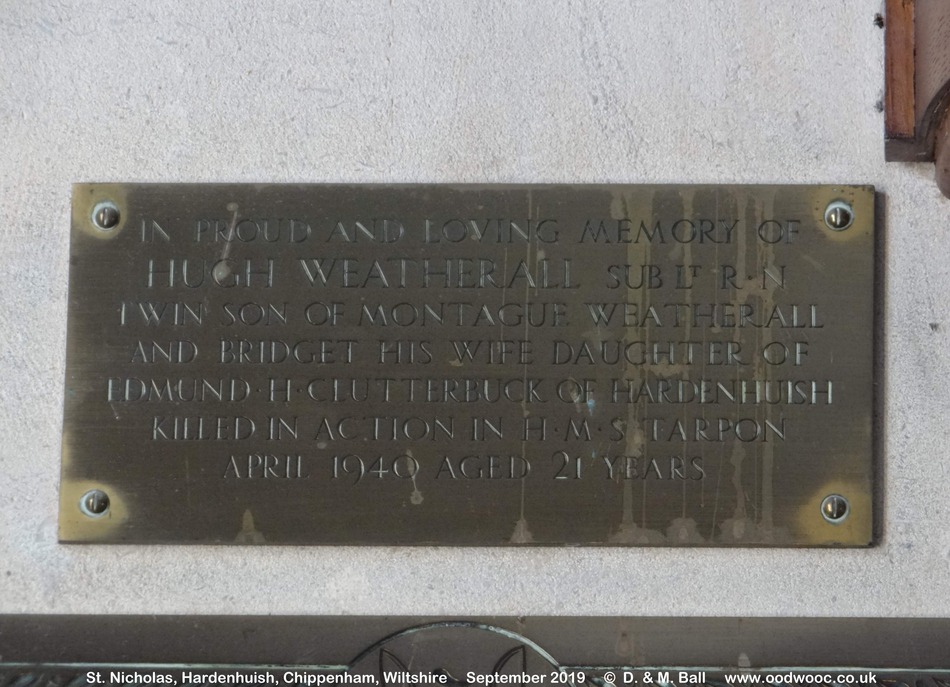 IN PROUD AND LOVING MEMORY OF
HUGH WEATHERALL SUB LT R·N
TWIN SON OF MONTAGUE WEATHERALL
AND BRIDGET HIS WIFE DAUGHTER OF
EDMUND·H·CLUTTERBUCK OF HARDENHUISH
KILLED IN ACTION IN H·M·S TARPON
APRIL 1940 AGED 21 YEARS
St. Nicholas, Hardenhuish, Chippenham, Wiltshire September 2019 © D. & M. Ball www.oodwooc.co.uk